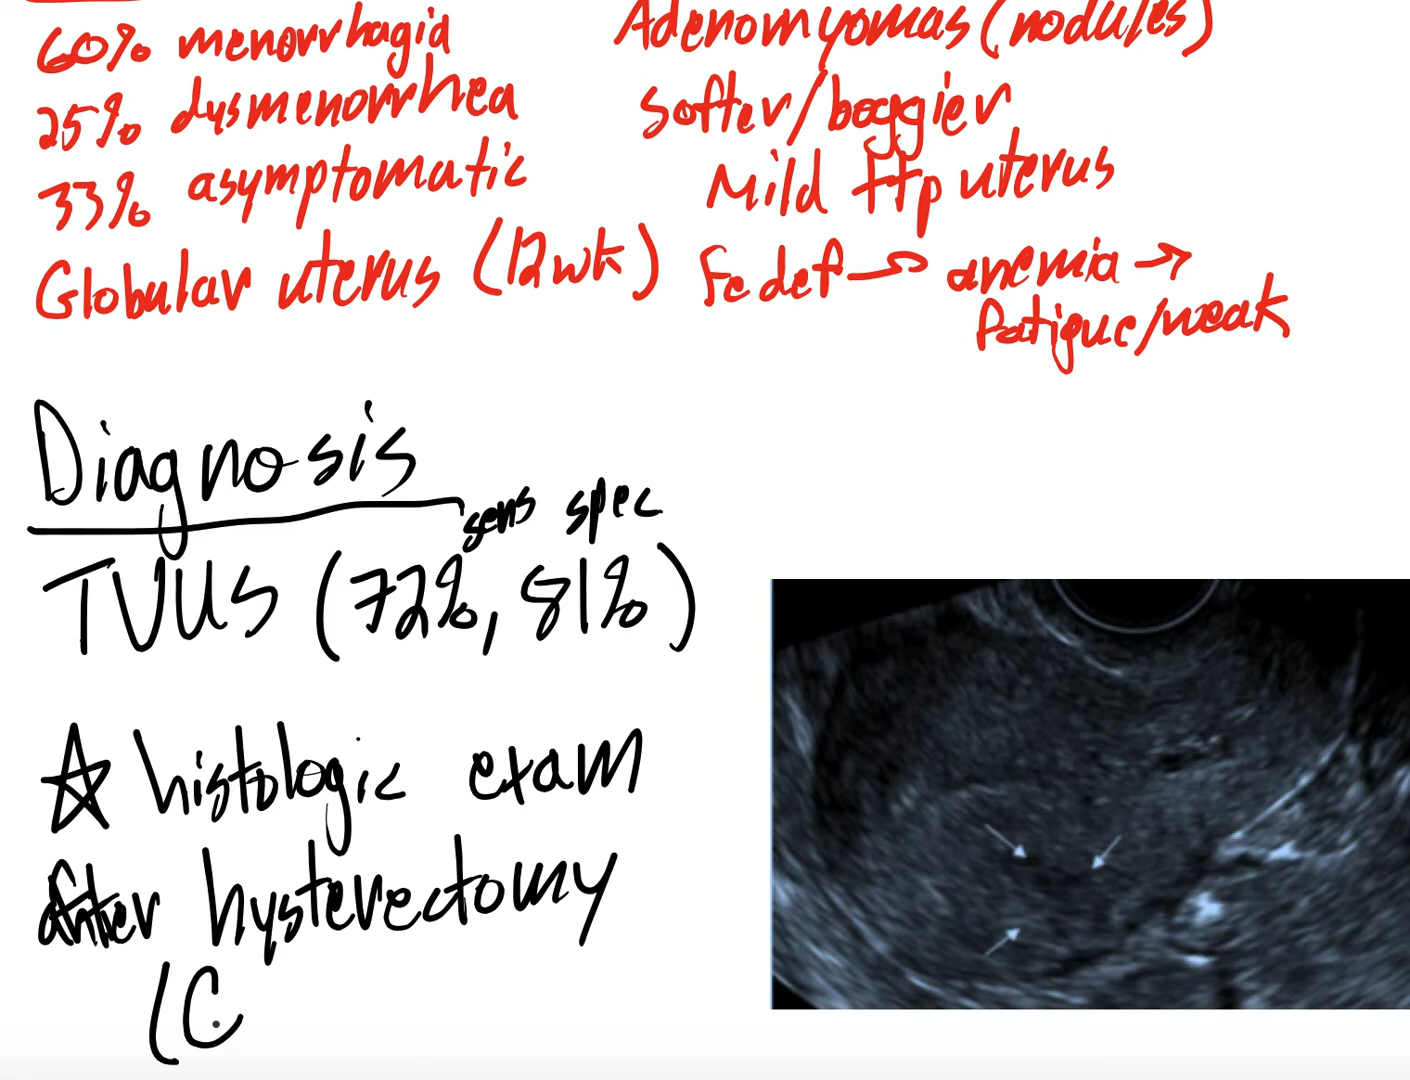 60% menorrhagia
25% dysmenorrhea
33% asymptomatic
Globular uterus (12wk)
Adenomyomas (nodules)
softer/boggier
Mild ttp uterus
Fe def → anemia →
fatigue/weak
Diagnosis
sens spec
TVUS (72%, 81%)
☆ histologic exam
after hysterectomy
(C